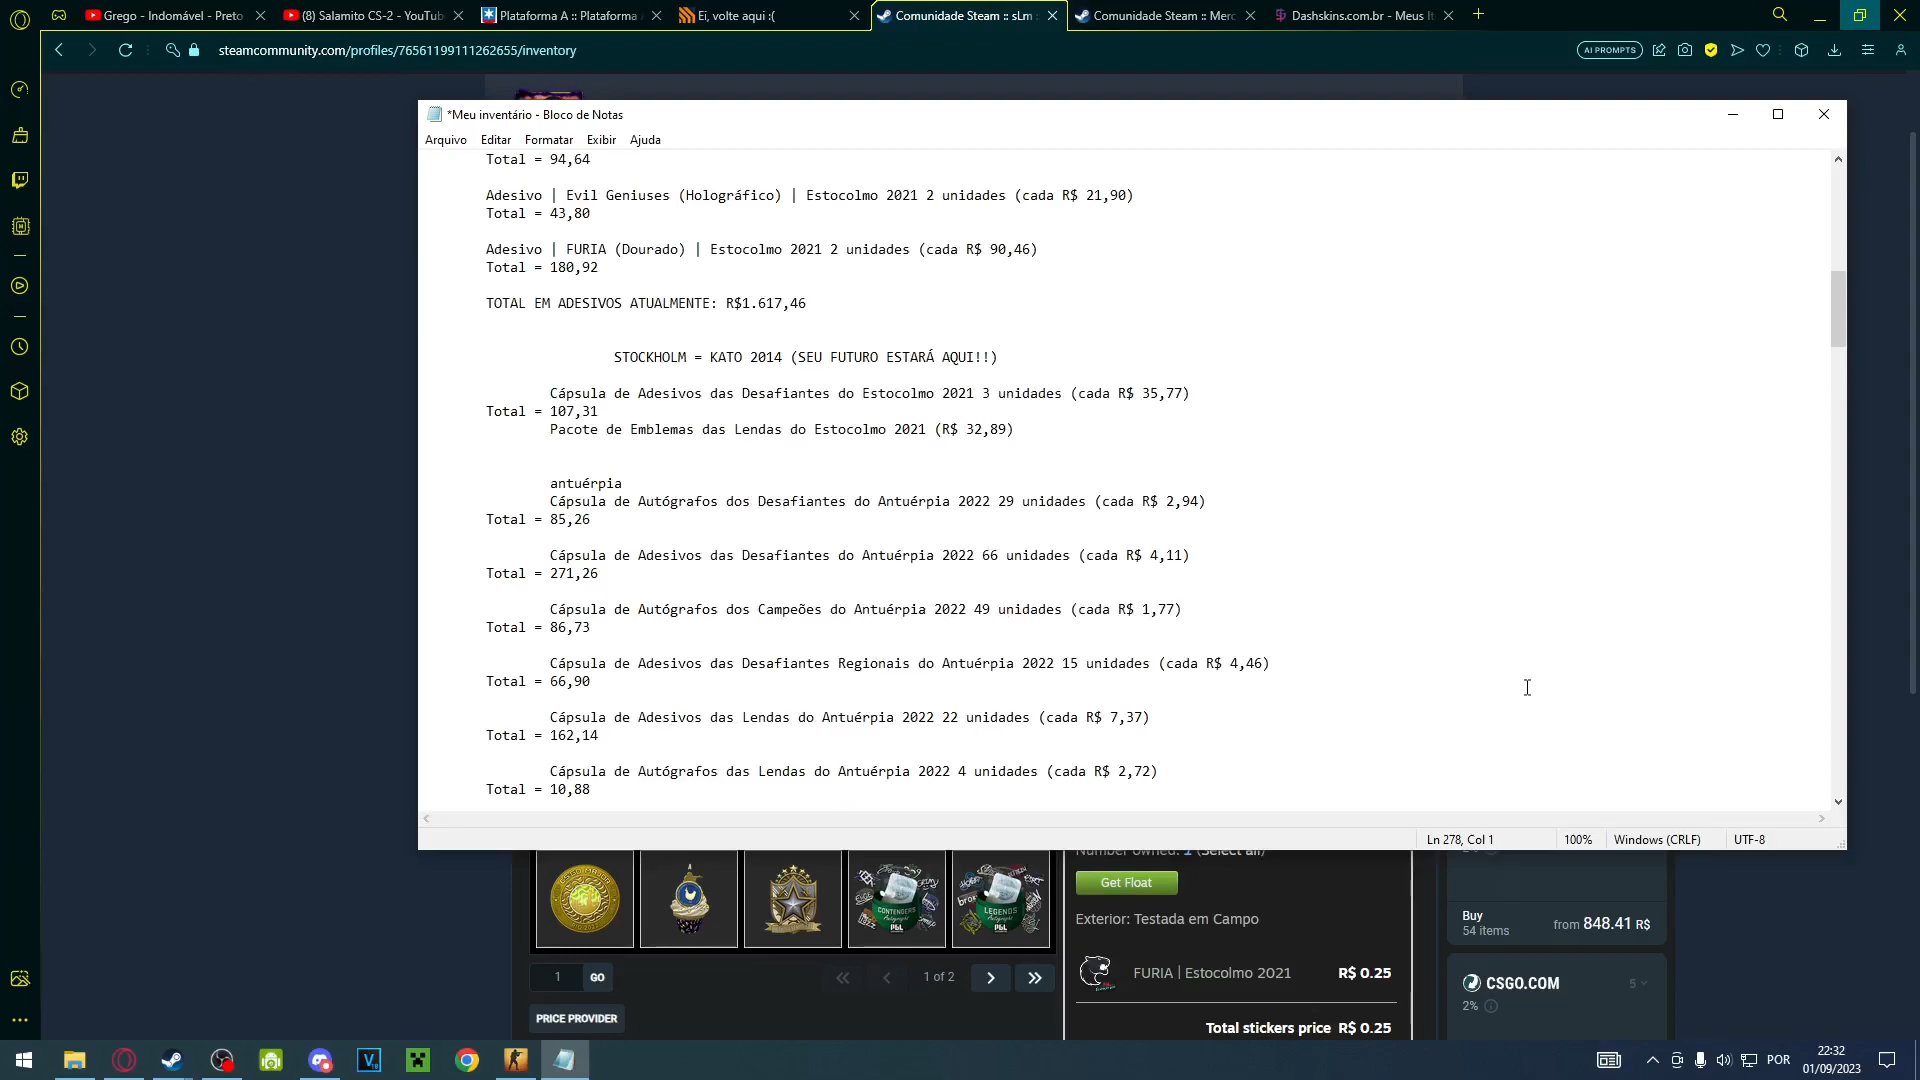 Grego - Indomável - Preto
(8) Salamito CS-2 - YouTub
Plataforma A :: Plataforma
Ei, volte aqui :(
Comunidade Steam :: sLm
Comunidade Steam :: Merc
Dashskins.com.br - Meus It
steamcommunity.com/profiles/76561199111262655/inventory
AI PROMPTS
*Meu inventário - Bloco de Notas
Arquivo Editar Formatar Exibir Ajuda
Total = 94,64
Adesivo | Evil Geniuses (Holográfico) | Estocolmo 2021 2 unidades (cada R$ 21,90)
Total = 43,80
Adesivo | FURIA (Dourado) | Estocolmo 2021 2 unidades (cada R$ 90,46)
Total = 180,92
TOTAL EM ADESIVOS ATUALMENTE: R$1.617,46
STOCKHOLM = KATO 2014 (SEU FUTURO ESTARÁ AQUI!!)
Cápsula de Adesivos das Desafiantes do Estocolmo 2021 3 unidades (cada R$ 35,77)
Total = 107,31
Pacote de Emblemas das Lendas do Estocolmo 2021 (R$ 32,89)
antuérpia
Cápsula de Autógrafos dos Desafiantes do Antuérpia 2022 29 unidades (cada R$ 2,94)
Total = 85,26
Cápsula de Adesivos das Desafiantes do Antuérpia 2022 66 unidades (cada R$ 4,11)
Total = 271,26
Cápsula de Autógrafos dos Campeões do Antuérpia 2022 49 unidades (cada R$ 1,77)
Total = 86,73
Cápsula de Adesivos das Desafiantes Regionais do Antuérpia 2022 15 unidades (cada R$ 4,46)
Total = 66,90
Cápsula de Adesivos das Lendas do Antuérpia 2022 22 unidades (cada R$ 7,37)
Total = 162,14
Cápsula de Autógrafos das Lendas do Antuérpia 2022 4 unidades (cada R$ 2,72)
Total = 10,88
Ln 278, Col 1 100% Windows (CRLF) UTF-8
Number owned: 1 (Select all)
Get Float
Exterior: Testada em Campo
FURIA | Estocolmo 2021 R$ 0.25
Total stickers price R$ 0.25
CONTENDERS
PGL
LEGENDS
PGL
1 GO
1 of 2
PRICE PROVIDER
Buy
54 items
from 848.41 R$
CSGO.COM 5
2%
POR
22:32
01/09/2023